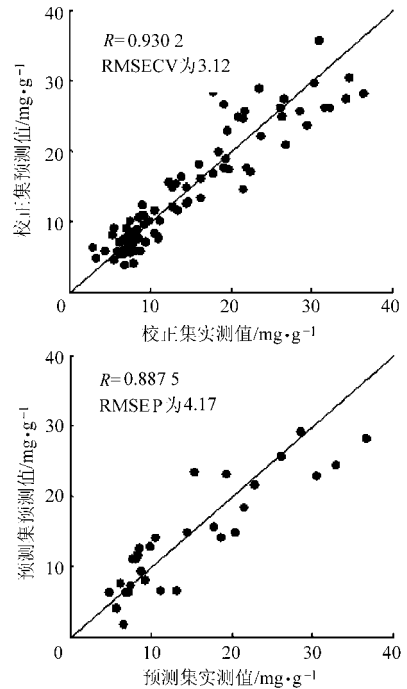 40
R=0.930 2
RMSECV为3.12
30
20
10
校正集预测值/mg·g⁻¹
0 10 20 30 40
校正集实测值/mg·g⁻¹
40
R=0.887 5
RMSEP为4.17
30
20
10
预测集预测值/mg·g⁻¹
0 10 20 30 40
预测集实测值/mg·g⁻¹